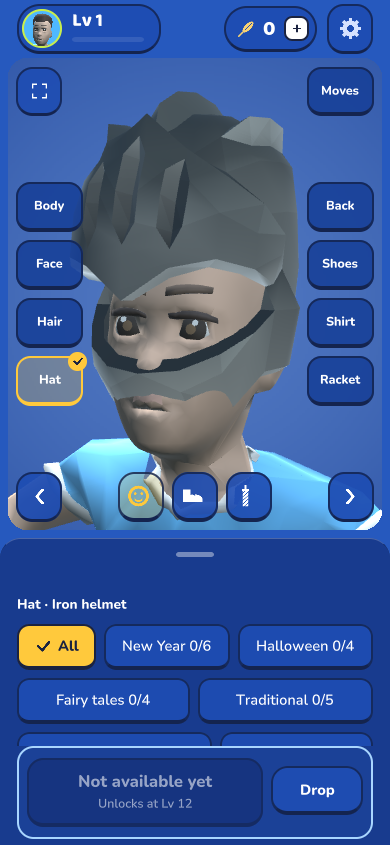 Lv 1
0
Moves
Body
Back
Face
Shoes
Hair
Shirt
Hat
Racket
Hat · Iron helmet
All
New Year 0/6
Halloween 0/4
Fairy tales 0/4
Traditional 0/5
Not available yet
Unlocks at Lv 12
Drop